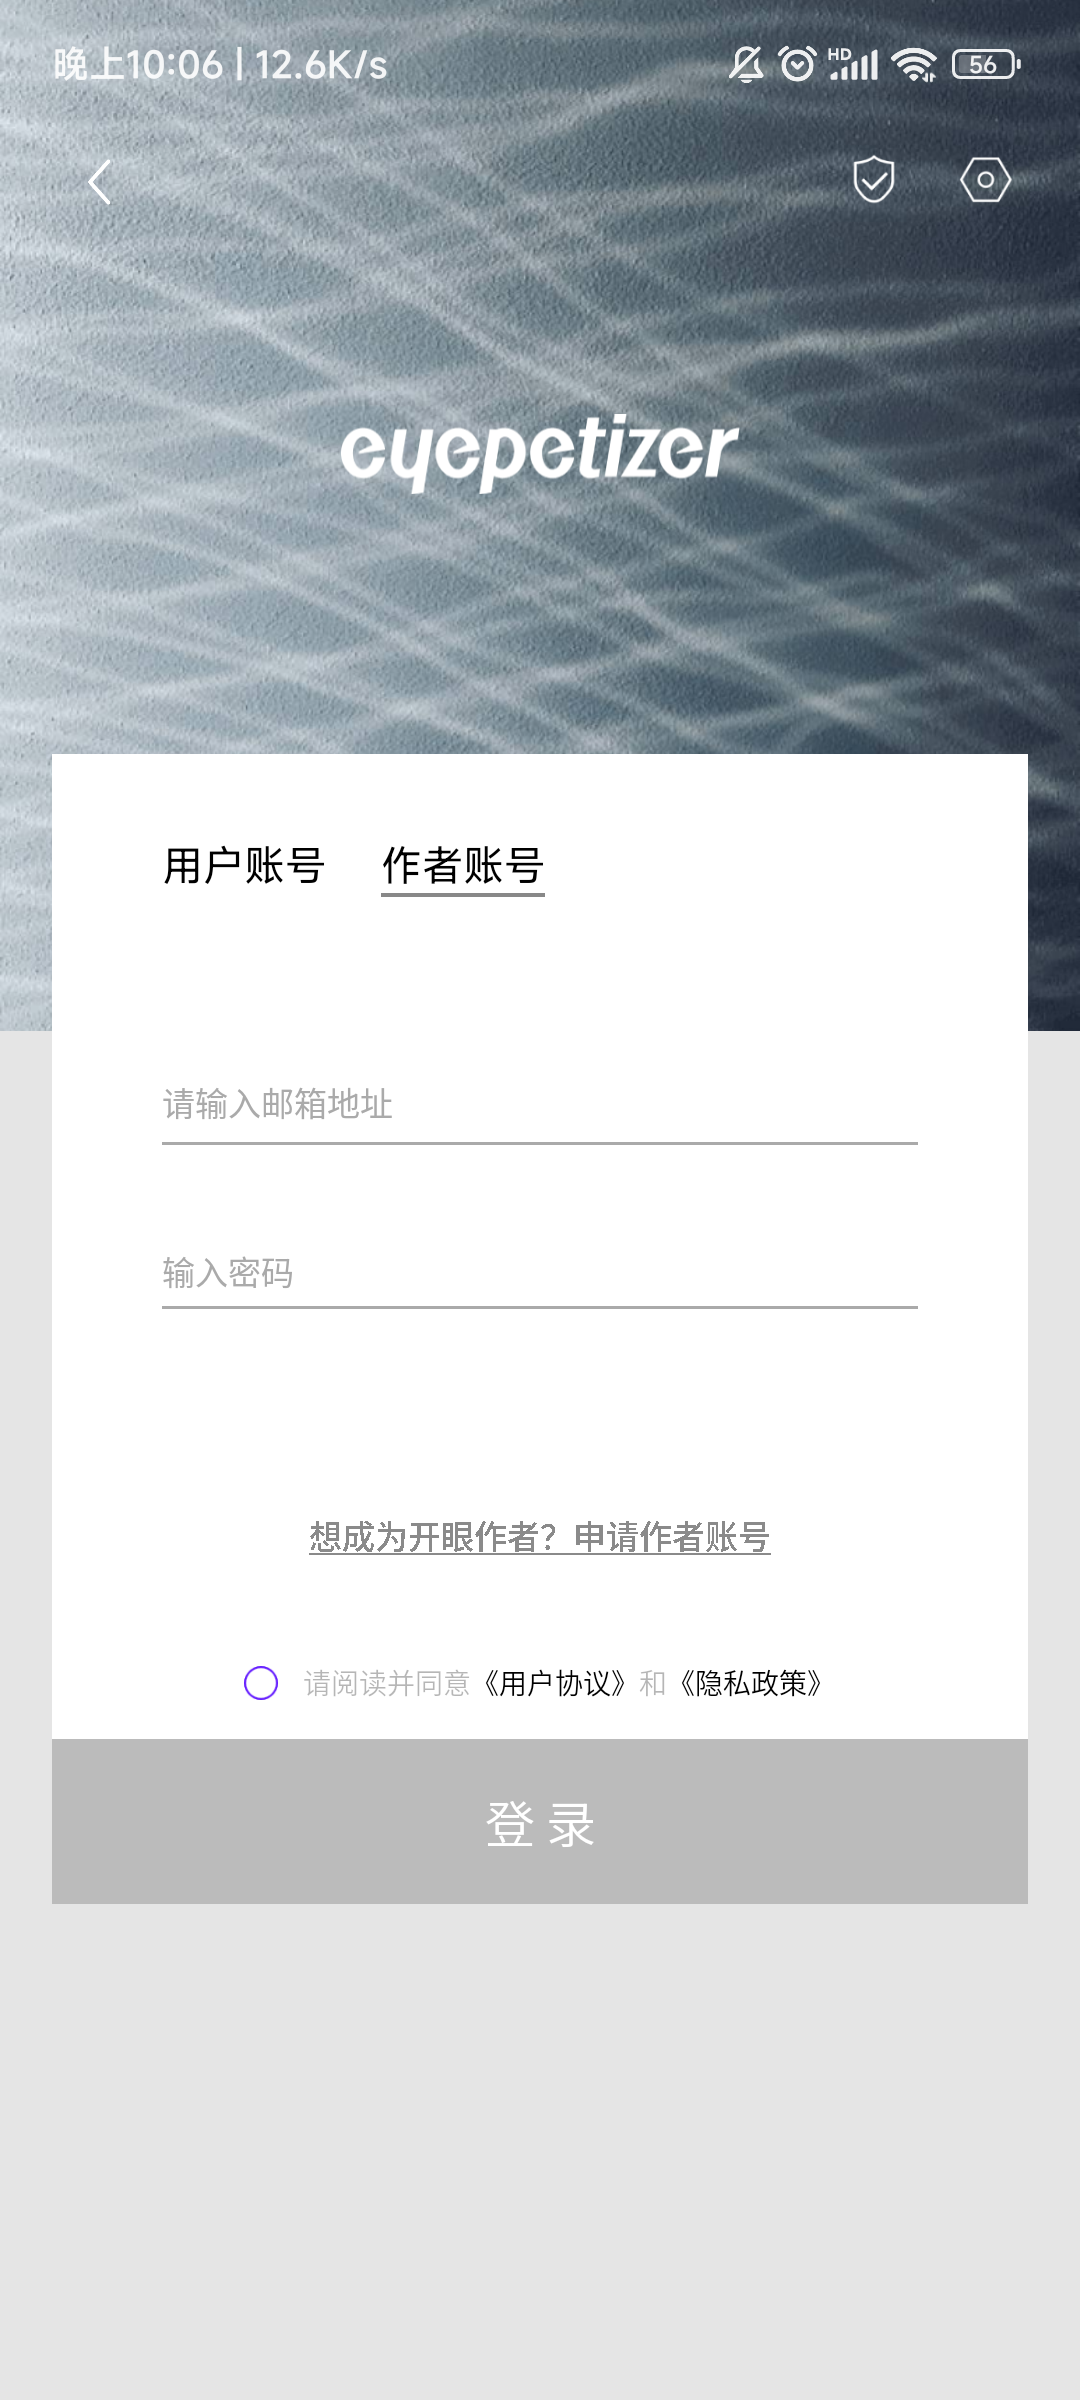 晚上10:06 | 12.6K/s
HD
56
eyepetizer
用户账号 作者账号
请输入邮箱地址
输入密码
想成为开眼作者？申请作者账号
请阅读并同意《用户协议》和《隐私政策》
登录